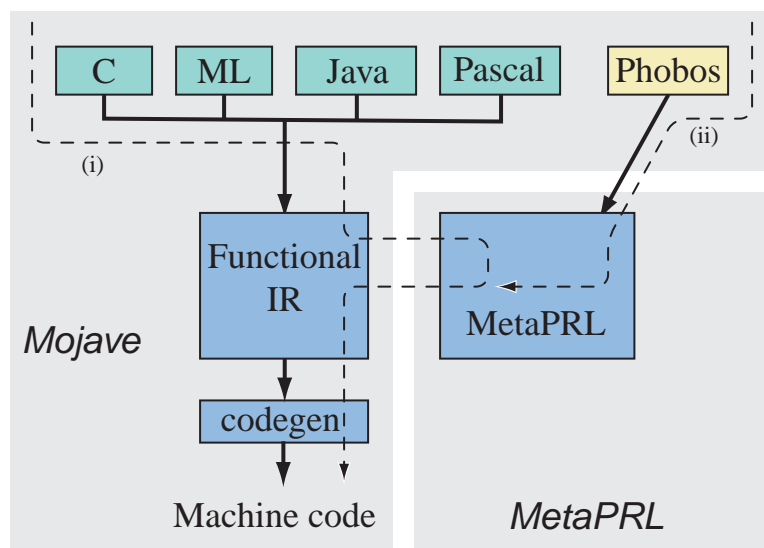 C ML Java Pascal Phobos
(i) (ii)
Functional
IR
MetaPRL
Mojave
codegen
Machine code
MetaPRL